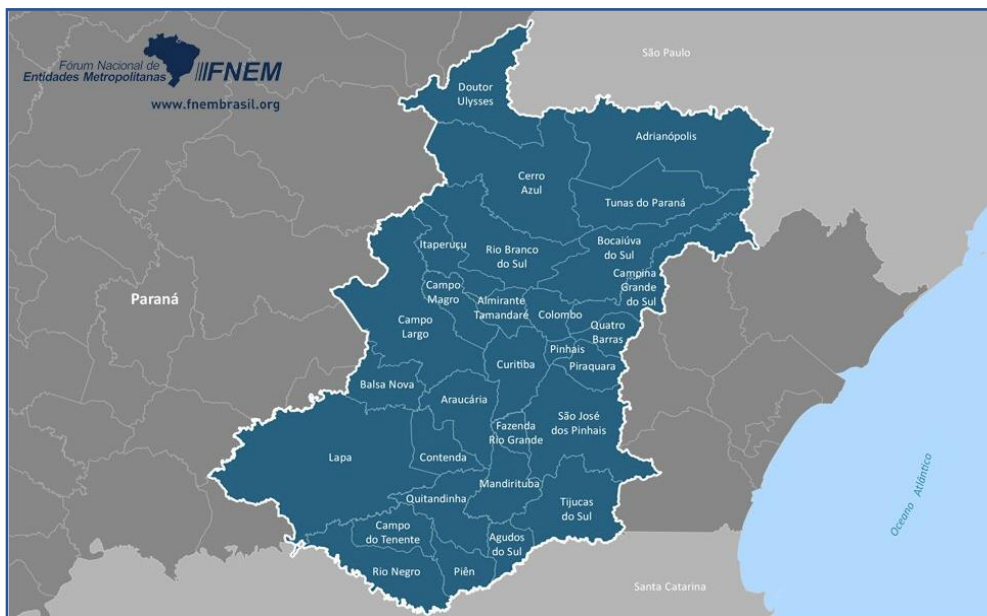 Fórum Nacional de
Entidades Metropolitanas
FNEM
www.fnembrasil.org
São Paulo
Doutor
Ulysses
Adrianópolis
Cerro
Azul
Tunas do Paraná
Itaperuçu
Rio Branco
do Sul
Bocaiúva
do Sul
Campina
Grande
do Sul
Paraná
Campo
Magro
Almirante
Tamandaré
Colombo
Campo
Largo
Quatro
Barras
Pinhais
Curitiba
Piraquara
Balsa Nova
Araucária
São José
dos Pinhais
Fazenda
Rio Grande
Lapa
Contenda
Mandirituba
Quitandinha
Tijucas
do Sul
Campo
do Tenente
Agudos
do Sul
Rio Negro
Piên
Oceano Atlântico
Santa Catarina